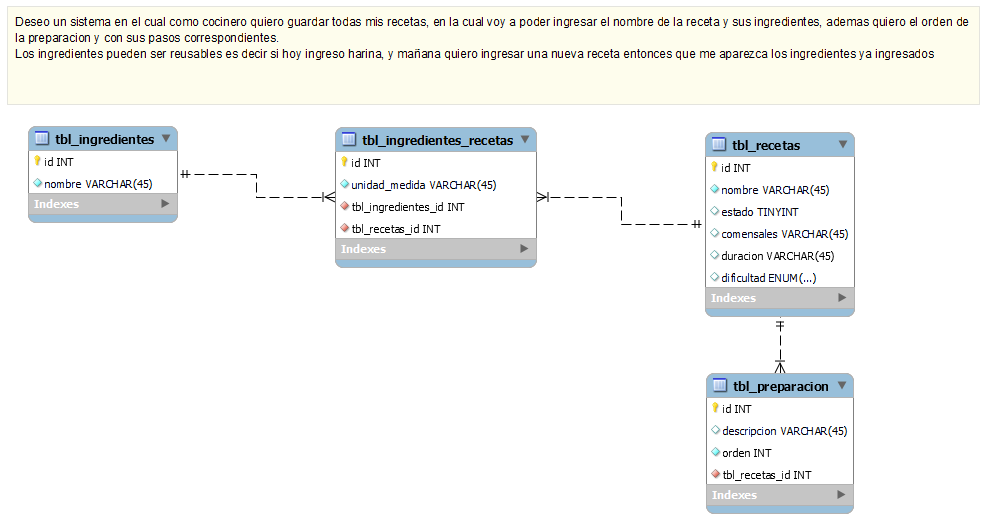 Deseo un sistema en el cual como cocinero quiero guardar todas mis recetas, en la cual voy a poder ingresar el nombre de la receta y sus ingredientes, ademas quiero el orden de
la preparacion y con sus pasos correspondientes.
Los ingredientes pueden ser reusables es decir si hoy ingreso harina, y mañana quiero ingresar una nueva receta entonces que me aparezca los ingredientes ya ingresados
tbl_ingredientes
id INT
nombre VARCHAR(45)
Indexes
tbl_ingredientes_recetas
id INT
unidad_medida VARCHAR(45)
tbl_ingredientes_id INT
tbl_recetas_id INT
Indexes
tbl_recetas
id INT
nombre VARCHAR(45)
estado TINYINT
comensales VARCHAR(45)
duracion VARCHAR(45)
dificultad ENUM(...)
Indexes
tbl_preparacion
id INT
descripcion VARCHAR(45)
orden INT
tbl_recetas_id INT
Indexes